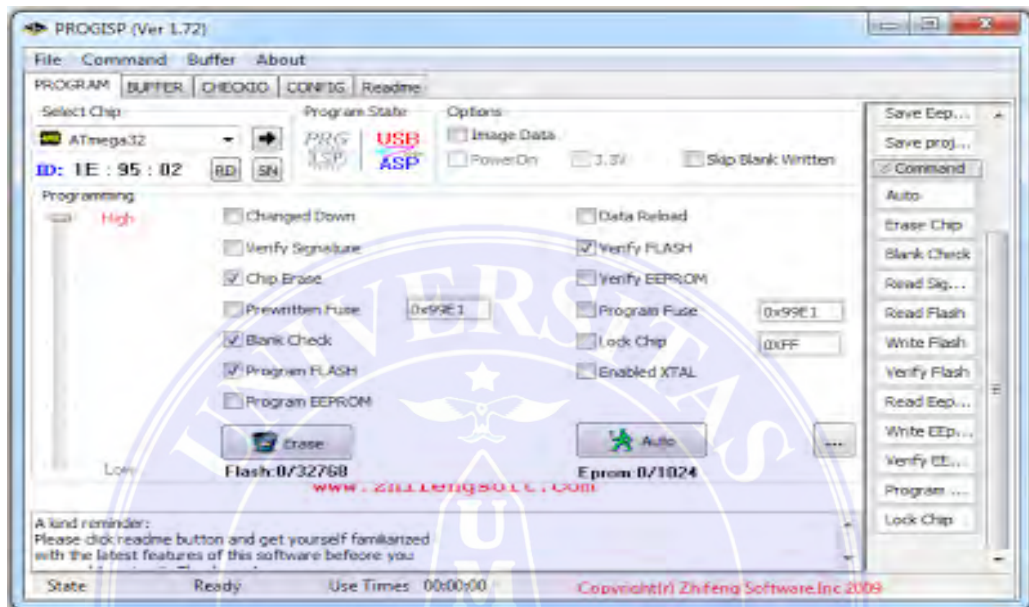 PROGISP (Ver 1.72)
File Command Buffer About
PROGRAM BUFFER CHECKIO CONFIG Readme
Select Chip Program State Options
ATmega32 PRG ISP USB ASP Image Data
PowerOn 3.3V Skip Blank Written
ID: 1E : 95 : 02 RD SN
Programming
High
Low
Changed Down Data Reload
Verify Signature Verify FLASH
Chip Erase Verify EEPROM
Prewritten Fuse 0x99E1 Program Fuse 0x99E1
Blank Check Lock Chip 0XFF
Program FLASH Enabled XTAL
Program EEPROM
Erase Auto ...
Flash:0/32768 Eprom:0/1024
www.zhifengsoft.com
A kind reminder:
Please click readme button and get yourself familiarized
with the latest features of this software befoore you
State Ready Use Times 00:00:00 Copyright(r) Zhifeng Software.Inc 2009
Save Eep...
Save proj...
Command
Auto
Erase Chip
Blank Check
Read Sig...
Read Flash
Write Flash
Verify Flash
Read Eep...
Write EEp...
Verify EE...
Program ...
Lock Chip
UNIVERSITAS
UM